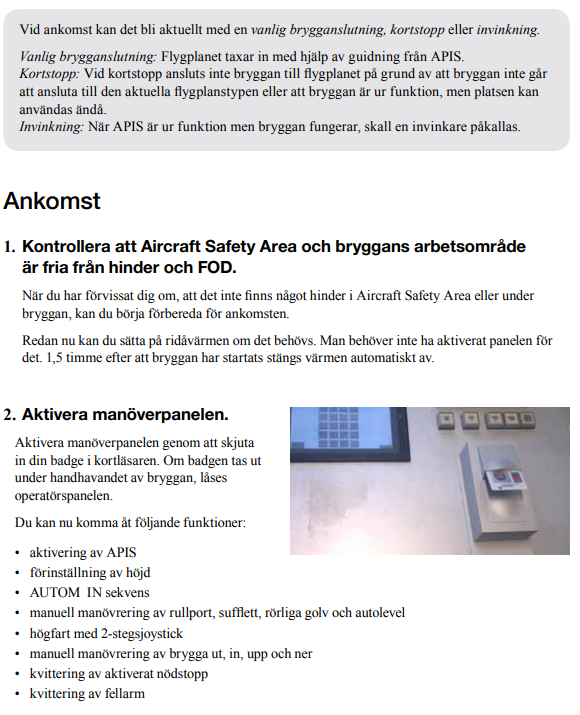 Vid ankomst kan det bli aktuellt med en vanlig brygganslutning, kortstopp eller invinkning.
Vanlig brygganslutning: Flygplanet taxar in med hjälp av guidning från APIS.
Kortstopp: Vid kortstopp ansluts inte bryggan till flygplanet på grund av att bryggan inte går
att ansluta till den aktuella flygplanstypen eller att bryggan är ur funktion, men platsen kan
användas ändå.
Invinkning: När APIS är ur funktion men bryggan fungerar, skall en invinkare påkallas.
Ankomst
1. Kontrollera att Aircraft Safety Area och bryggans arbetsområde
är fria från hinder och FOD.
När du har förvissat dig om, att det inte finns något hinder i Aircraft Safety Area eller under
bryggan, kan du börja förbereda för ankomsten.
Redan nu kan du sätta på ridåvärmen om det behövs. Man behöver inte ha aktiverat panelen för
det. 1,5 timme efter att bryggan har startats stängs värmen automatiskt av.
2. Aktivera manöverpanelen.
Aktivera manöverpanelen genom att skjuta
in din badge i kortläsaren. Om badgen tas ut
under handhavandet av bryggan, låses
operatörspanelen.
Du kan nu komma åt följande funktioner:
• aktivering av APIS
• förinställning av höjd
• AUTOM IN sekvens
• manuell manövrering av rullport, sufflett, rörliga golv och autolevel
• högfart med 2-stegsjoystick
• manuell manövrering av brygga ut, in, upp och ner
• kvittering av aktiverat nödstopp
• kvittering av fellarm